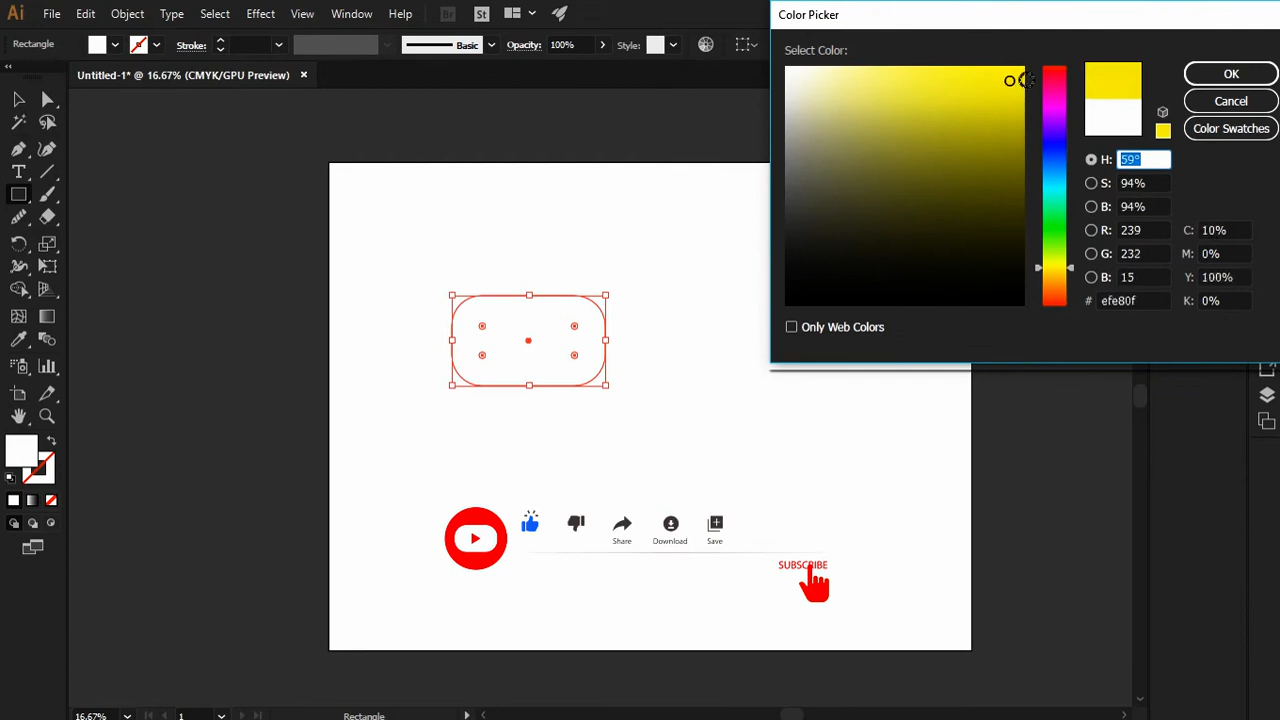 Ai File Edit Object Type Select Effect View Window Help Br St
Color Picker
Rectangle Stroke: Basic Opacity: 100% Style:
Select Color:
Untitled-1* @ 16.67% (CMYK/GPU Preview) ×
OK
Cancel
Color Swatches
H: 59°
S: 94%
B: 94%
R: 239 C: 10%
G: 232 M: 0%
B: 15 Y: 100%
# efe80f K: 0%
Only Web Colors
Share Download Save
SUBSCRIBE
16.67% 1 Rectangle